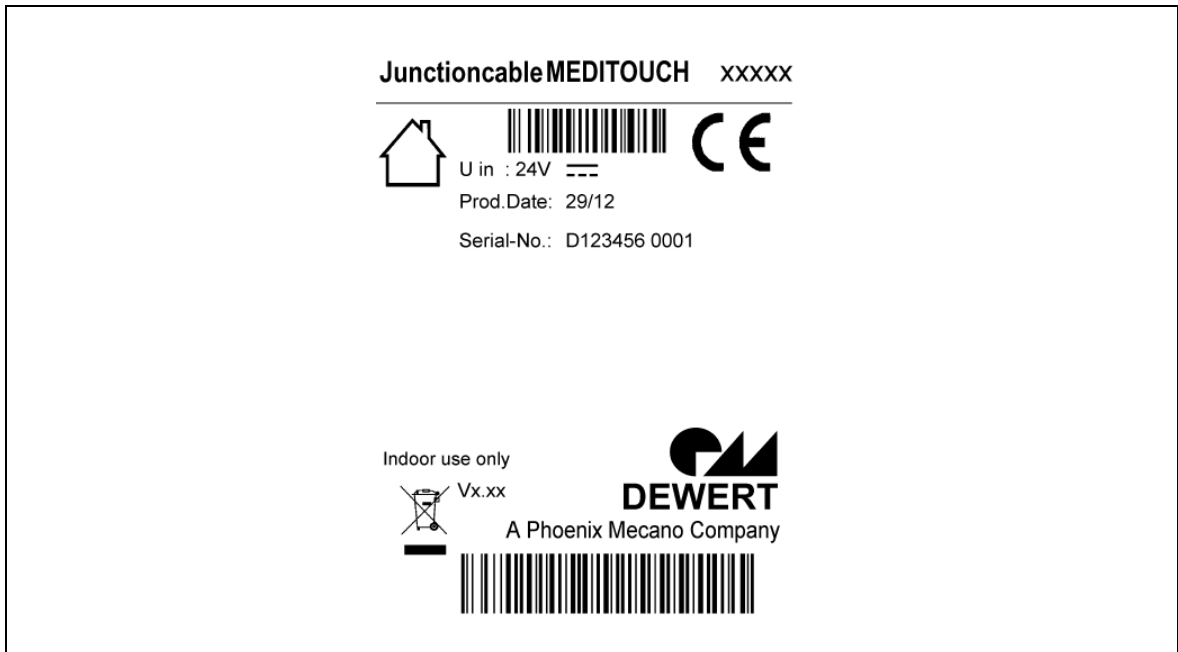 Junctioncable MEDITOUCH xxxxx
CE
U in : 24V
Prod.Date: 29/12
Serial-No.: D123456 0001
Indoor use only
Vx.xx
DEWERT
A Phoenix Mecano Company